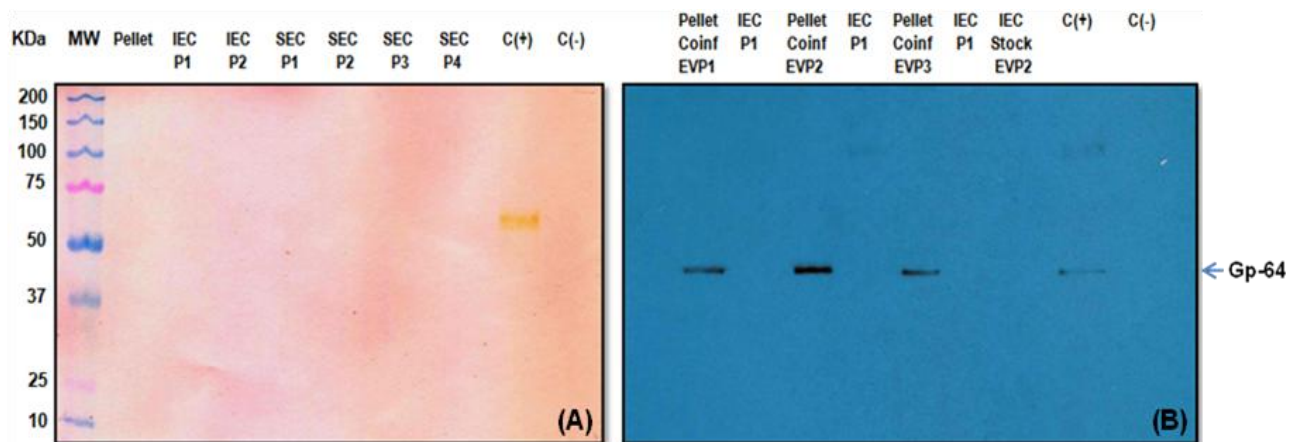 KDa MW Pellet IEC P1 IEC P2 SEC P1 SEC P2 SEC P3 SEC P4 C(+) C(-)
200
150
100
75
50
37
25
10
(A)
Pellet Coinf EVP1 IEC P1 Pellet Coinf EVP2 IEC P1 Pellet Coinf EVP3 IEC P1 IEC Stock EVP2 C(+) C(-)
Gp-64
(B)